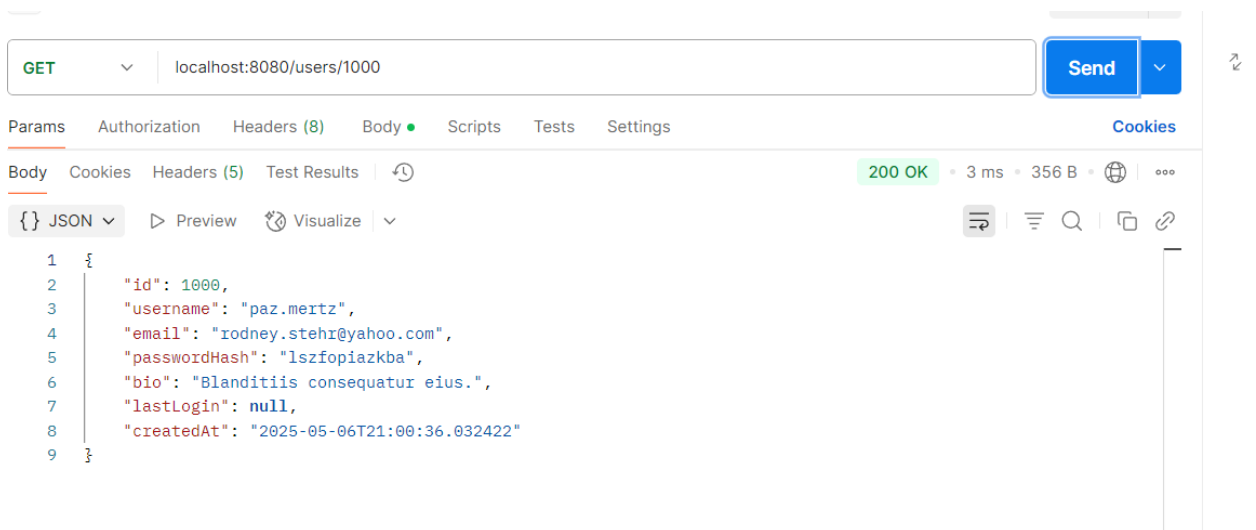 GET localhost:8080/users/1000 Send
Params Authorization Headers (8) Body Scripts Tests Settings Cookies
Body Cookies Headers (5) Test Results 200 OK 3 ms 356 B
{} JSON Preview Visualize
1 {
2 "id": 1000,
3 "username": "paz.mertz",
4 "email": "rodney.stehr@yahoo.com",
5 "passwordHash": "lszfopiazkba",
6 "bio": "Blanditiis consequatur eius.",
7 "lastLogin": null,
8 "createdAt": "2025-05-06T21:00:36.032422"
9 }